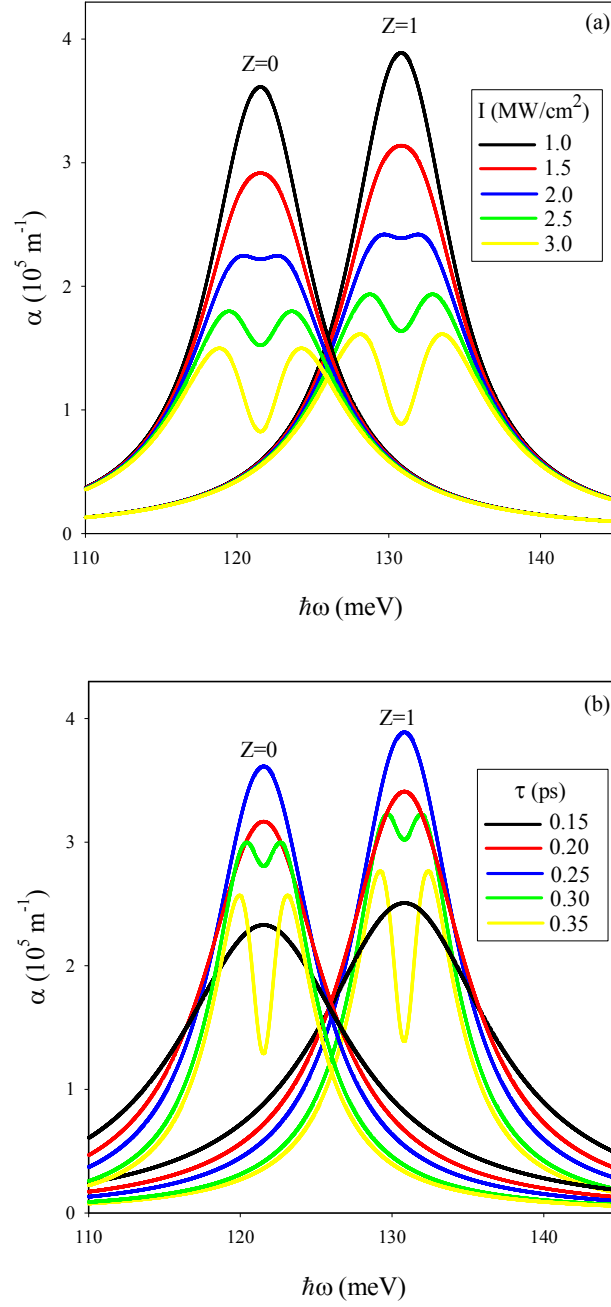 (a)
4
Z=1
Z=0
I (MW/cm²)
1.0
1.5
2.0
2.5
3.0
3
2
1
0
α (10⁵ m⁻¹)
110 120 130 140
ħω (meV)
(b)
4
Z=1
Z=0
τ (ps)
0.15
0.20
0.25
0.30
0.35
3
2
1
0
α (10⁵ m⁻¹)
110 120 130 140
ħω (meV)